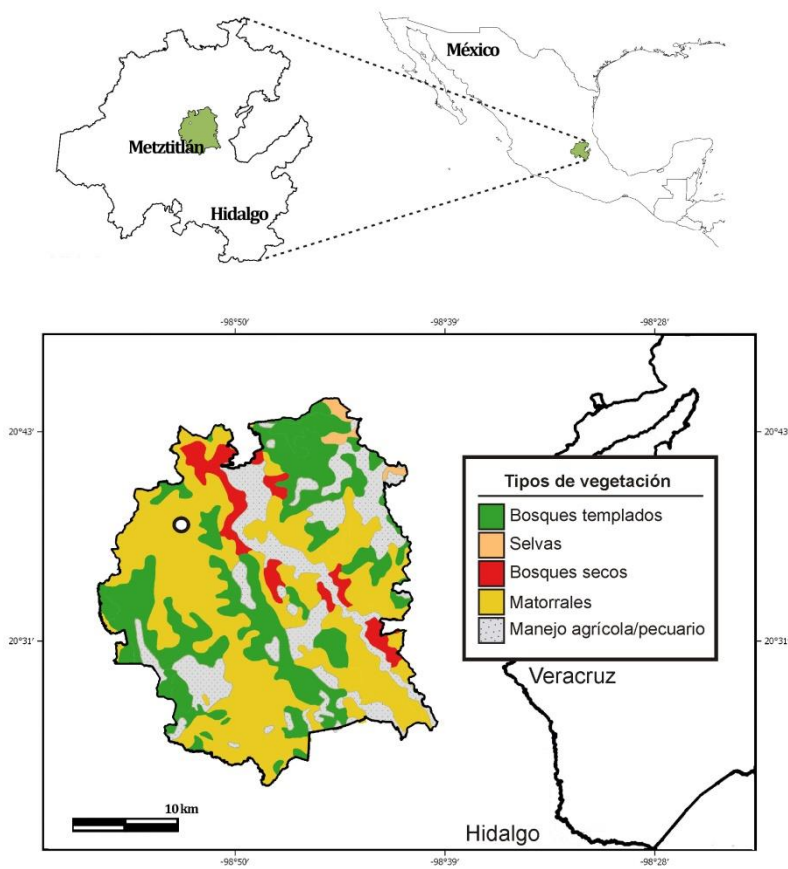 México
Metztitlán
Hidalgo
-98°50'
-98°39'
-98°28'
20°43'
20°43'
Tipos de vegetación
Bosques templados
Selvas
Bosques secos
Matorrales
Manejo agrícola/pecuario
20°31'
20°31'
Veracruz
10 km
Hidalgo
-98°50'
-98°39'
-98°28'